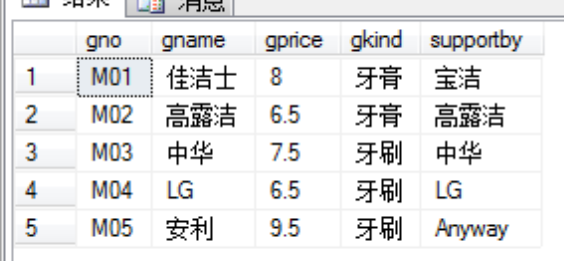 结果 消息
gno gname gprice gkind supportby
1 M01 佳洁士 8 牙膏 宝洁
2 M02 高露洁 6.5 牙膏 高露洁
3 M03 中华 7.5 牙刷 中华
4 M04 LG 6.5 牙刷 LG
5 M05 安利 9.5 牙刷 Anyway